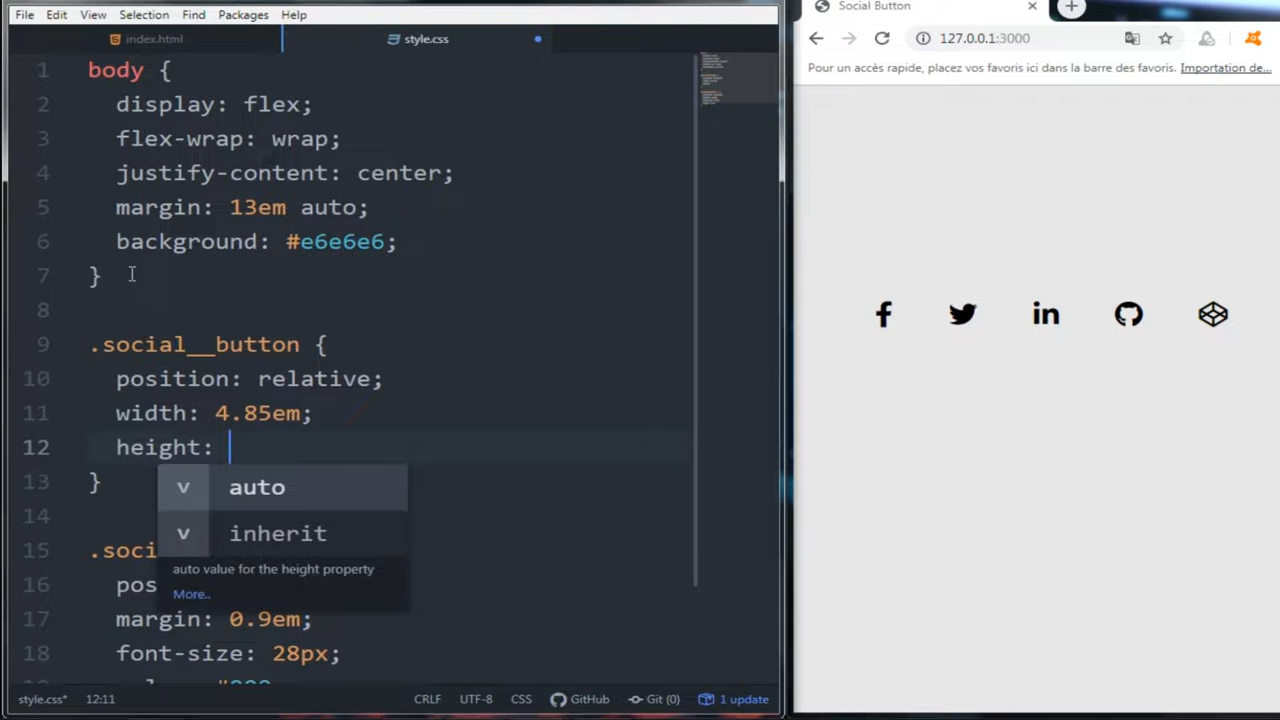 File Edit View Selection Find Packages Help
index.html
style.css
1 body {
2 display: flex;
3 flex-wrap: wrap;
4 justify-content: center;
5 margin: 13em auto;
6 background: #e6e6e6;
7 }
8
9 .social__button {
10 position: relative;
11 width: 4.85em;
12 height:
v auto
v inherit
auto value for the height property
More..
13 }
14
15 .soci
16 pos
17 margin: 0.9em;
18 font-size: 28px;
style.css* 12:11 CRLF UTF-8 CSS GitHub Git (0) 1 update
Social Button
127.0.0.1:3000
Pour un accès rapide, placez vos favoris ici dans la barre des favoris. Importation de...
in